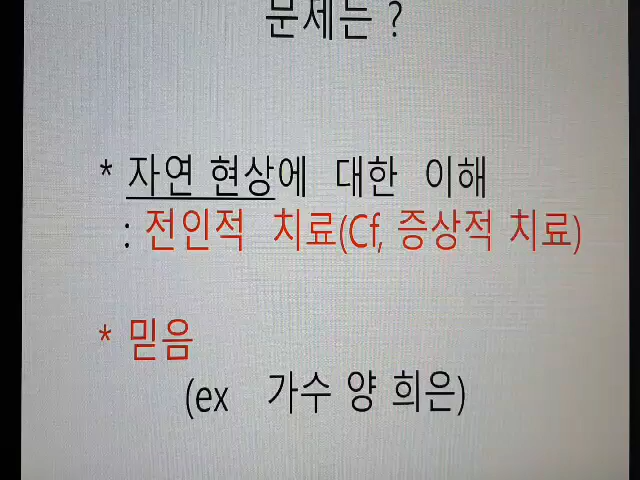 문제는 ?
* 자연 현상에 대한 이해
: 전인적 치료(Cf, 증상적 치료)
* 믿음
(ex 가수 양 희은)